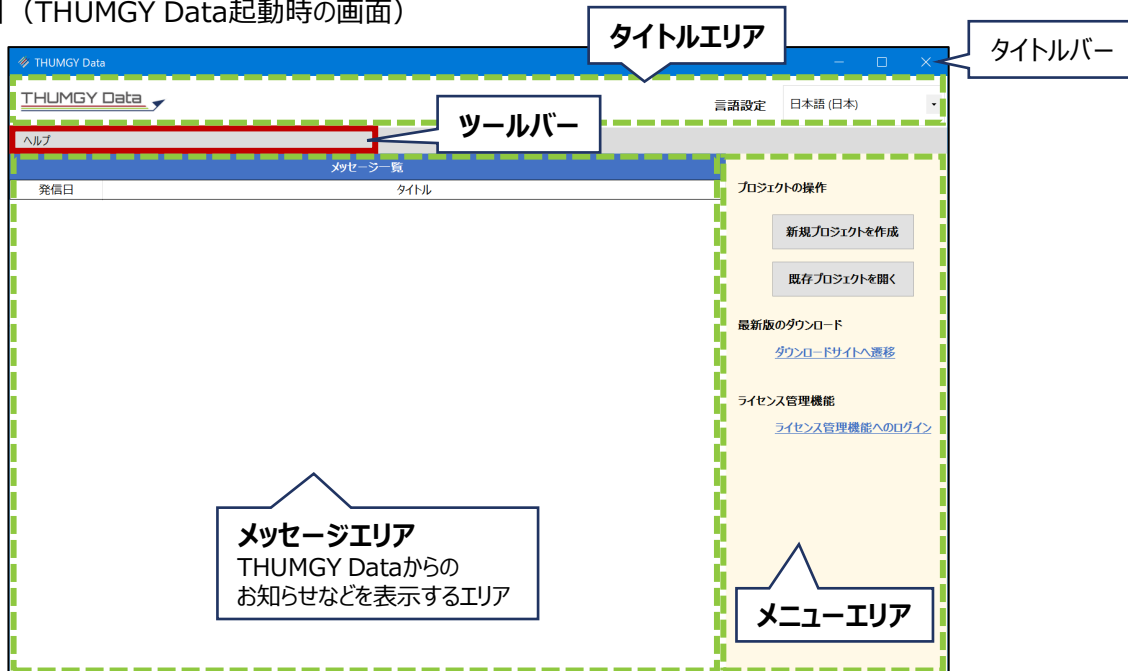 (THUMGY Data起動時の画面)
タイトルエリア
タイトルバー
THUMGY Data
THUMGY Data
言語設定 日本語 (日本)
ツールバー
ヘルプ
メッセージ一覧
発信日 タイトル
プロジェクトの操作
新規プロジェクトを作成
既存プロジェクトを開く
最新版のダウンロード
ダウンロードサイトへ遷移
ライセンス管理機能
ライセンス管理機能へのログイン
メッセージエリア
THUMGY Dataからの
お知らせなどを表示するエリア
メニューエリア